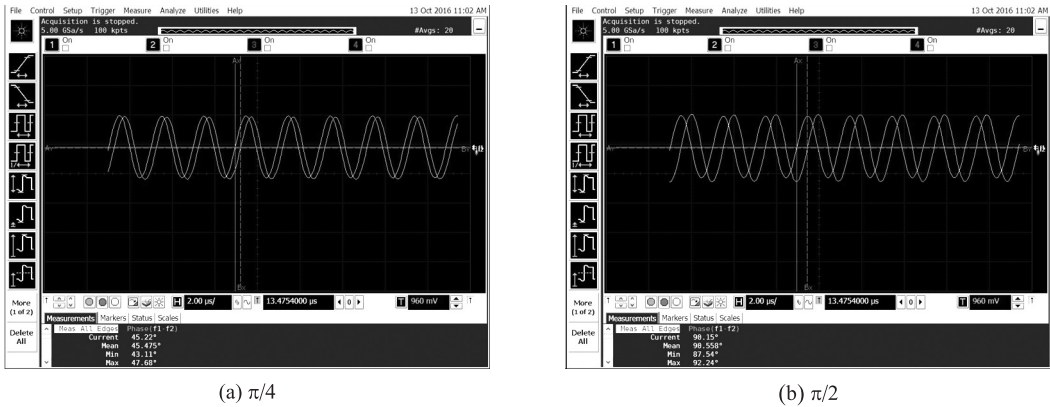 File Control Setup Trigger Measure Analyze Utilities Help 13 Oct 2016 11:02 AM
Acquisition is stopped.
5.00 GSa/s 100 kpts #Avgs: 20
1 On 2 On 3 On 4 On
More
(1 of 2)
Delete
All
H 2.00 µs/ 13.4754000 µs 0 T 960 mV
Measurements Markers Status Scales
Meas All Edges Phase(f1-f2)
Current 45.22°
Mean 45.475°
Min 43.11°
Max 47.68°
(a) π/4
File Control Setup Trigger Measure Analyze Utilities Help 13 Oct 2016 11:02 AM
Acquisition is stopped.
5.00 GSa/s 100 kpts #Avgs: 20
1 On 2 On 3 On 4 On
More
(1 of 2)
Delete
All
H 2.00 µs/ 13.4754000 µs 0 T 960 mV
Measurements Markers Status Scales
Meas All Edges Phase(f1-f2)
Current 90.15°
Mean 90.558°
Min 87.54°
Max 92.24°
(b) π/2